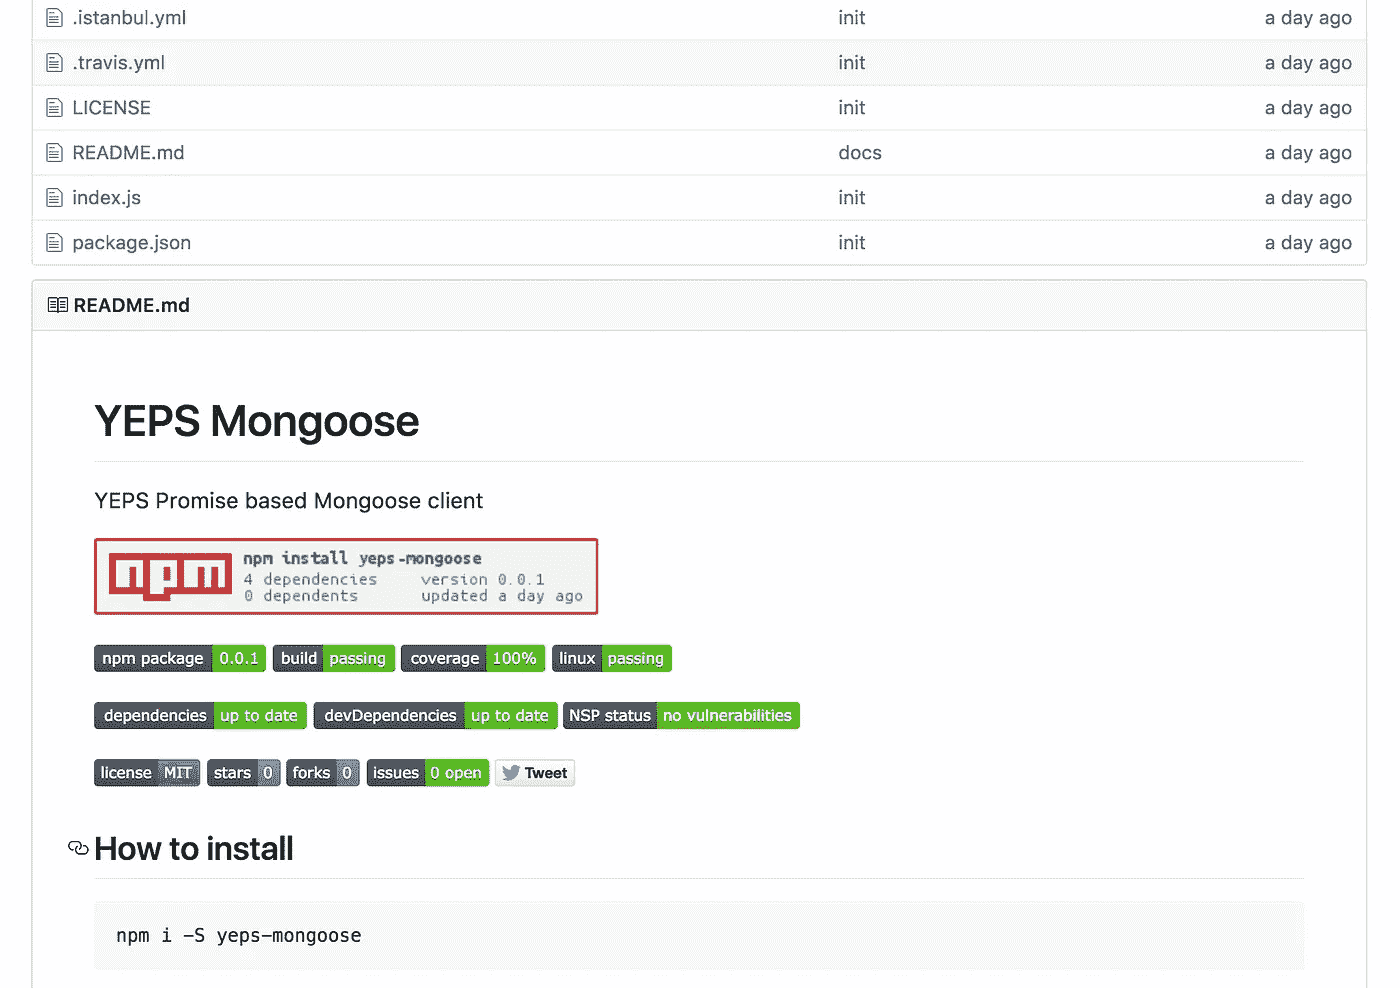 .istanbul.yml init a day ago
.travis.yml init a day ago
LICENSE init a day ago
README.md docs a day ago
index.js init a day ago
package.json init a day ago
README.md
YEPS Mongoose
YEPS Promise based Mongoose client
npm npm install yeps-mongoose
4 dependencies version 0.0.1
0 dependents updated a day ago
npm package 0.0.1 build passing coverage 100% linux passing
dependencies up to date devDependencies up to date NSP status no vulnerabilities
license MIT stars 0 forks 0 issues 0 open Tweet
How to install
npm i -S yeps-mongoose